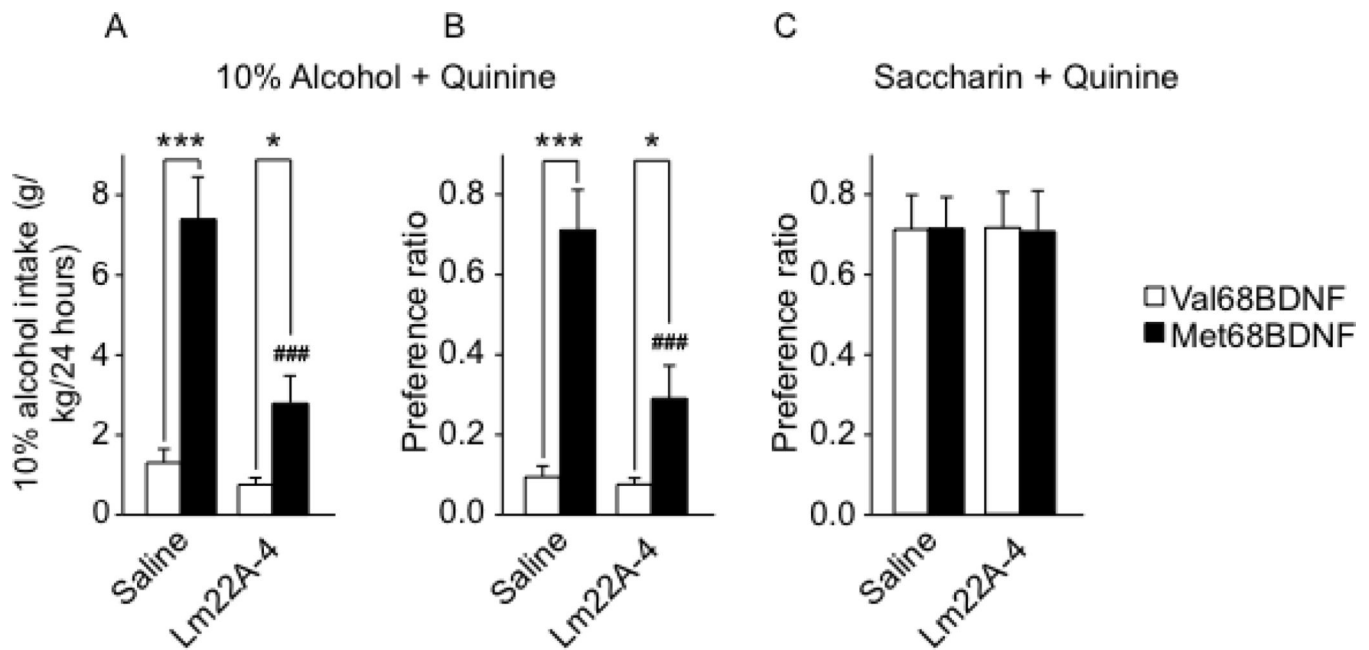 A
B
C
10% Alcohol + Quinine
Saccharin + Quinine
10% alcohol intake (g/
kg/24 hours)
8
6
4
2
0
***
*
###
Saline
Lm22A-4
Preference ratio
0.8
0.6
0.4
0.2
0.0
***
*
###
Saline
Lm22A-4
Preference ratio
0.8
0.6
0.4
0.2
0.0
Saline
Lm22A-4
Val68BDNF
Met68BDNF